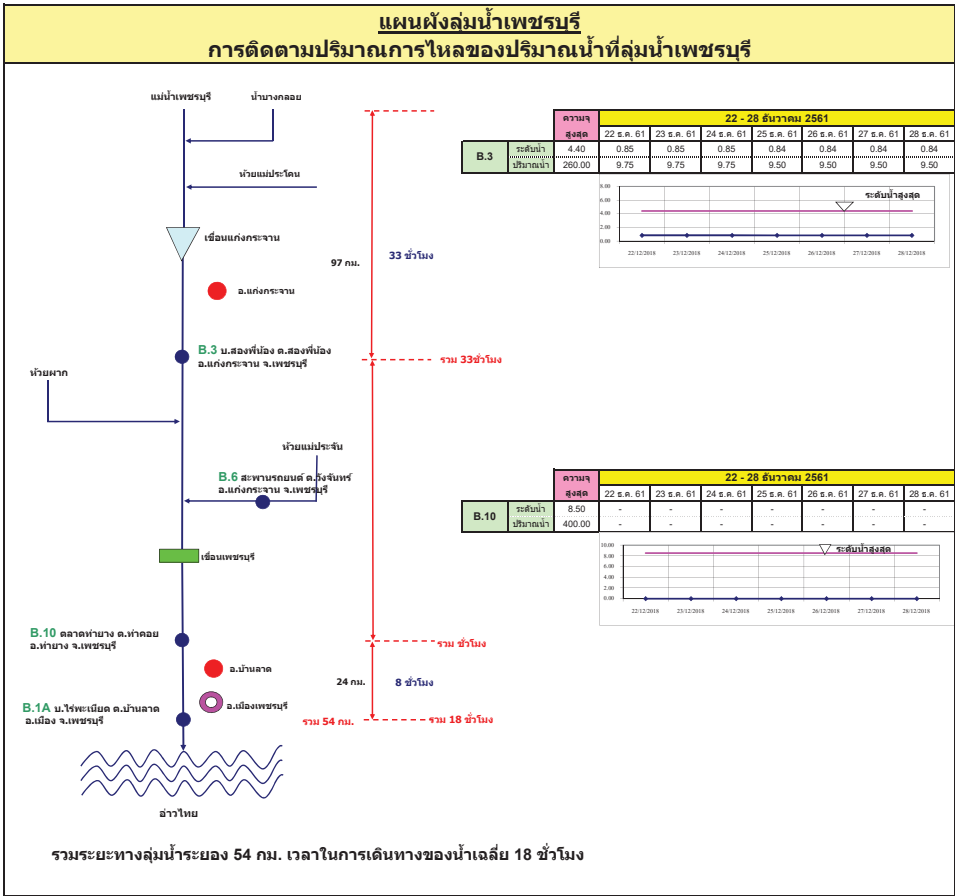 แผนผังลุ่มน้ำเพชรบุรี
การติดตามปริมาณการไหลของปริมาณน้ำที่ลุ่มน้ำเพชรบุรี
แม่น้ำเพชรบุรี น้ำบางกลอย
ห้วยแม่ประโดน
เขื่อนแก่งกระจาน
97 กม. 33 ชั่วโมง
อ.แก่งกระจาน
B.3 บ.สองพี่น้อง ต.สองพี่น้อง
อ.แก่งกระจาน จ.เพชรบุรี
รวม 33ชั่วโมง
ห้วยผาก
ห้วยแม่ประจัน
B.6 สะพานรถยนต์ ต.วังจันทร์
อ.แก่งกระจาน จ.เพชรบุรี
เขื่อนเพชรบุรี
B.10 ตลาดท่ายาง ต.ท่าคอย
อ.ท่ายาง จ.เพชรบุรี
รวม ชั่วโมง
อ.บ้านลาด
24 กม. 8 ชั่วโมง
อ.เมืองเพชรบุรี
B.1A บ.ไร่พะเนียด ต.บ้านลาด
อ.เมือง จ.เพชรบุรี
รวม 54 กม. รวม 18 ชั่วโมง
อ่าวไทย
รวมระยะทางลุ่มน้ำระยอง 54 กม. เวลาในการเดินทางของน้ำเฉลี่ย 18 ชั่วโมง
ความจุ 22 - 28 ธันวาคม 2561
สูงสุด 22 ธ.ค. 61 23 ธ.ค. 61 24 ธ.ค. 61 25 ธ.ค. 61 26 ธ.ค. 61 27 ธ.ค. 61 28 ธ.ค. 61
B.3 ระดับน้ำ 4.40 0.85 0.85 0.85 0.84 0.84 0.84 0.84
ปริมาณน้ำ 260.00 9.75 9.75 9.75 9.50 9.50 9.50 9.50
8.00
ระดับน้ำสูงสุด
6.00
4.00
2.00
0.00
22/12/2018 23/12/2018 24/12/2018 25/12/2018 26/12/2018 27/12/2018 28/12/2018
ความจุ 22 - 28 ธันวาคม 2561
สูงสุด 22 ธ.ค. 61 23 ธ.ค. 61 24 ธ.ค. 61 25 ธ.ค. 61 26 ธ.ค. 61 27 ธ.ค. 61 28 ธ.ค. 61
B.10 ระดับน้ำ 8.50 - - - - - - -
ปริมาณน้ำ 400.00 - - - - - - -
10.00
ระดับน้ำสูงสุด
8.00
6.00
4.00
2.00
0.00
22/12/2018 23/12/2018 24/12/2018 25/12/2018 26/12/2018 27/12/2018 28/12/2018